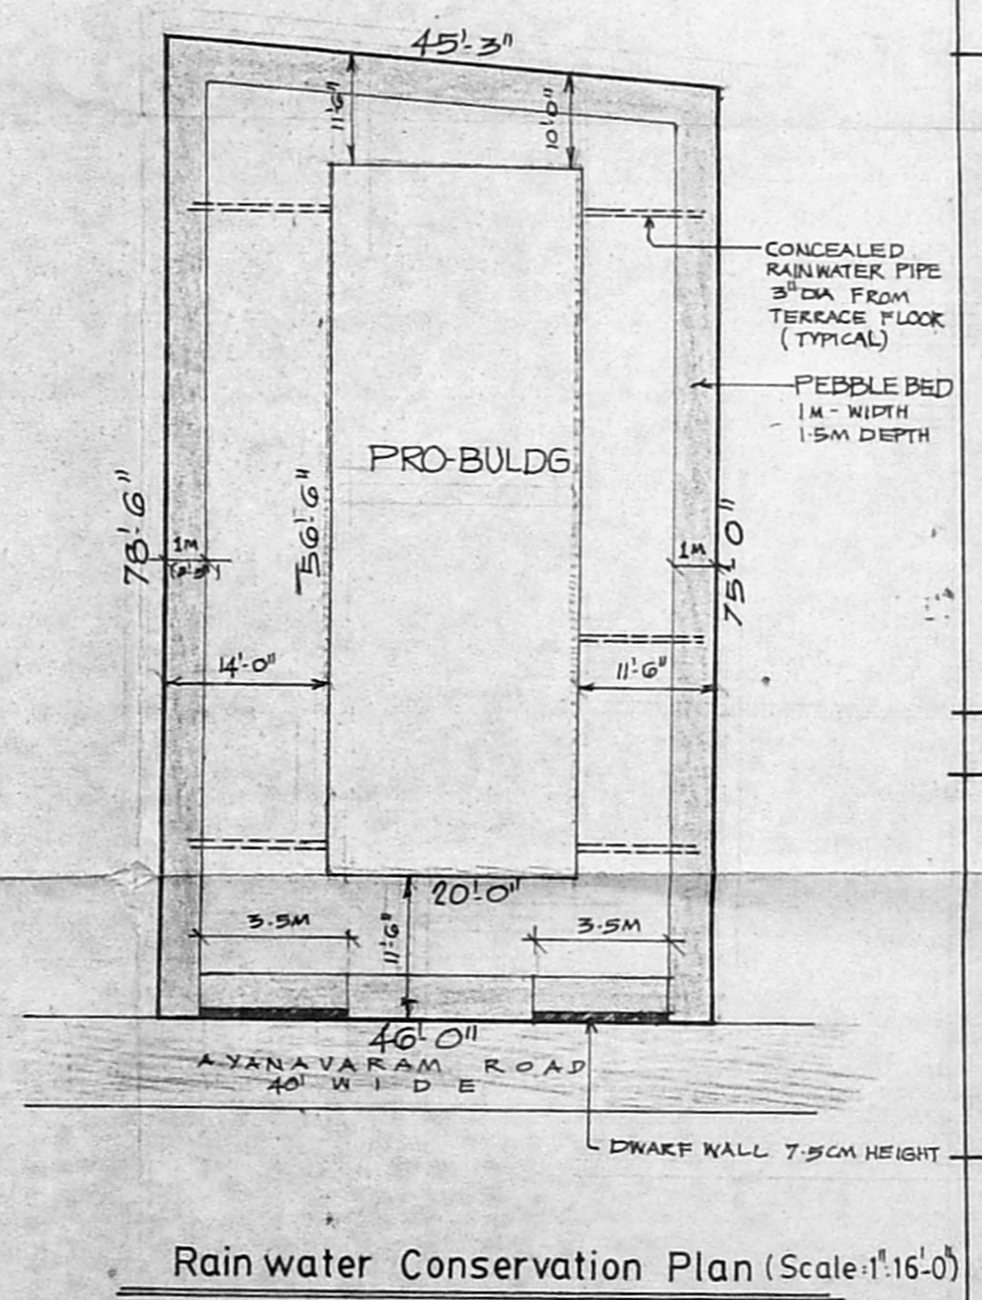 45'-3"
11'-6"
10'-0"
CONCEALED
RAINWATER PIPE
3" DIA FROM
TERRACE FLOOR
(TYPICAL)
PEBBLE BED
1M - WIDTH
1.5M DEPTH
PRO-BULDG
78'-6"
1M
56'-6"
1M
75'-0"
14'-0"
11'-6"
20'-0"
3.5M
11'-6"
3.5M
46'-0"
AYANAVARAM ROAD
40' WIDE
DWARF WALL 7.5CM HEIGHT
Rain water Conservation Plan (Scale:1":16'-0")